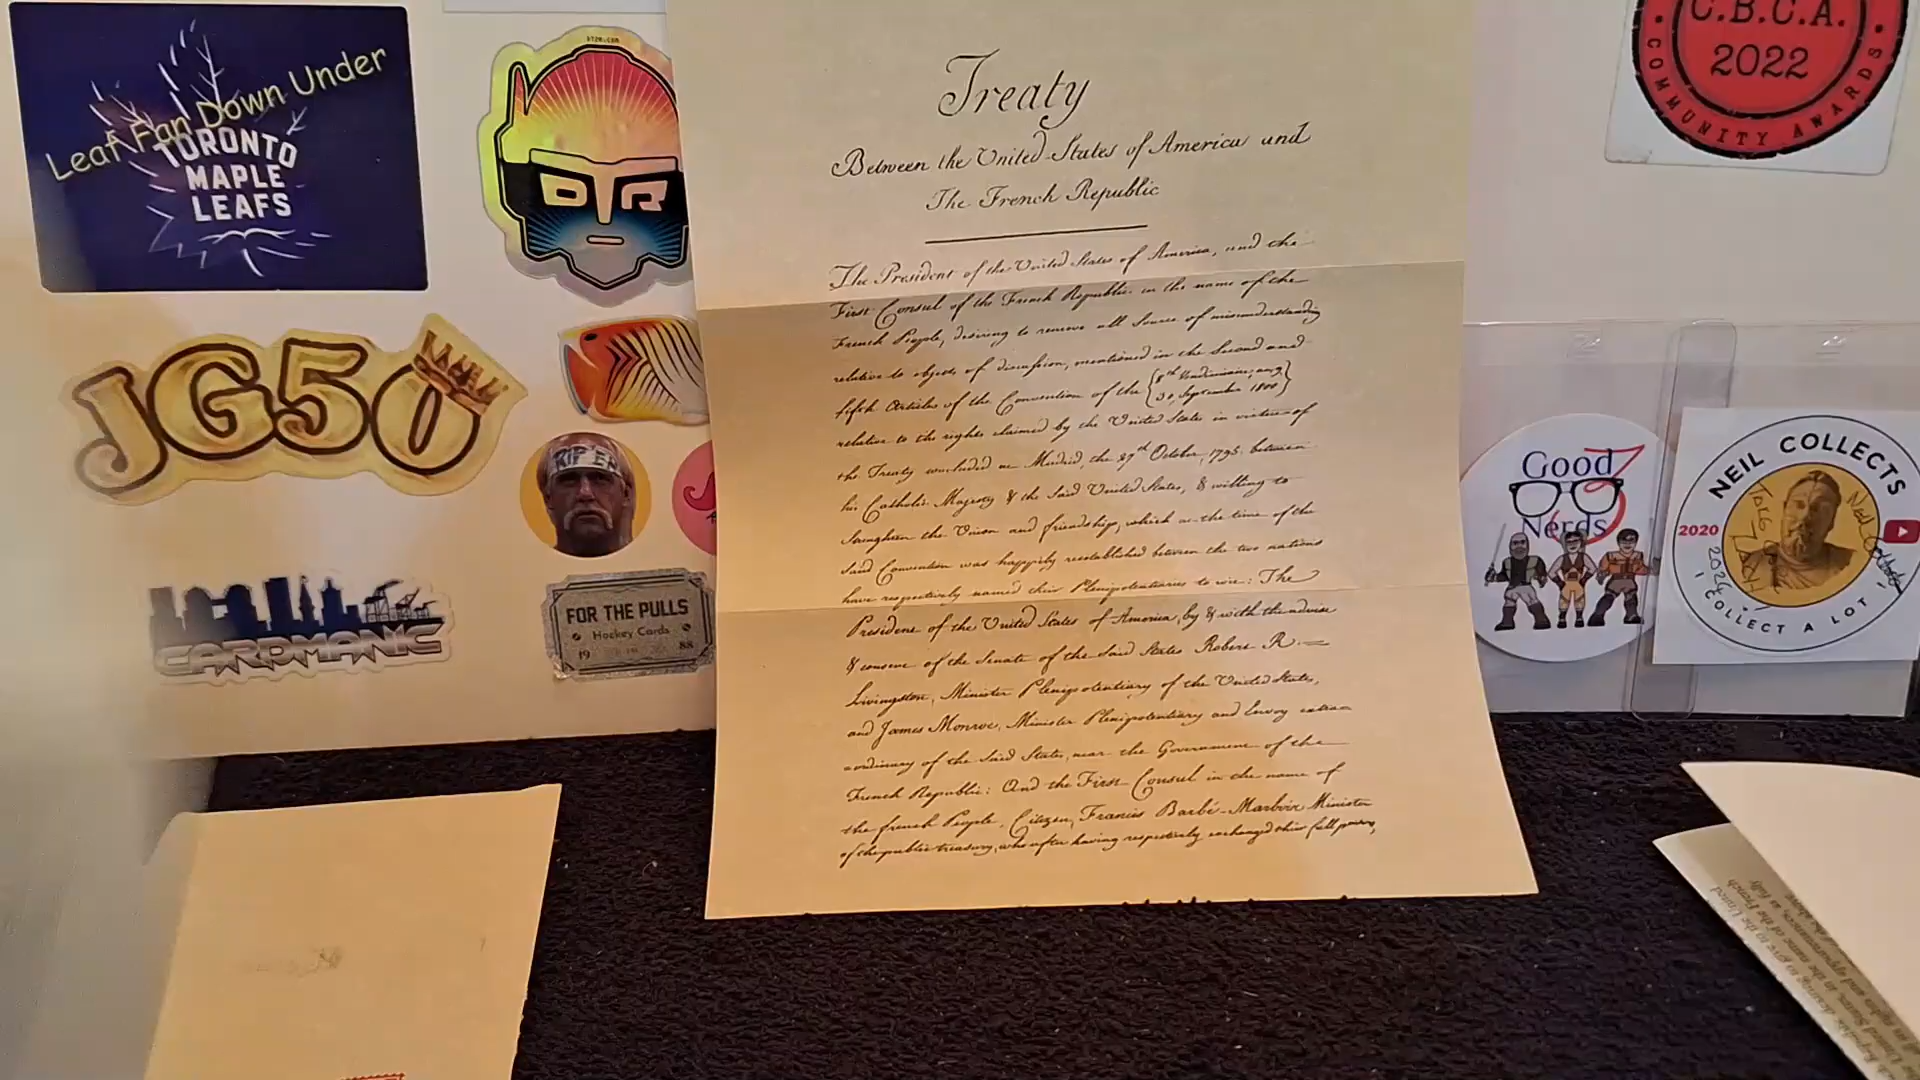 Leaf Fan Down Under
TORONTO
MAPLE
LEAFS
JG50
CARDMANIC
DTR
RIP 'EM
FOR THE PULLS
Hockey Cards
19
88
Treaty
Between the United States of America and
The French Republic
The President of the United States of America, and the
First Consul of the French Republic in the name of the
French People, desiring to remove all Source of misunderstanding
relative to objects of discussion, mentioned in the Second and
fifth Articles of the Convention of the {8th Vendémiaire, an 9
30, September 1800}
relative to the rights claimed by the United States in virtue of
the Treaty concluded at Madrid, the 27th October, 1795. between
his Catholic Majesty & the Said United States, & willing to
Strengthen the Union and friendship, which at the time of the
Said Convention was happily reestablished between the two nations
have respectively named their Plenipotentiaries to wit: The
President of the United States of America, by & with the advice
& consent of the Senate of the Said States Robert R.
Livingston, Minister Plenipotentiary of the United States,
and James Monroe, Minister Plenipotentiary and Envoy extra-
ordinary of the Said States, near the Government of the
French Republic: And the First Consul in the name of
the french People, Citizen, Francis Barbé-Marbois Minister
of the public treasury, who after having respectively exchanged their full powers,
C.B.C.A.
2022
COMMUNITY AWARDS
Good
3
Nerds
NEIL COLLECTS
2020
I COLLECT A LOT !